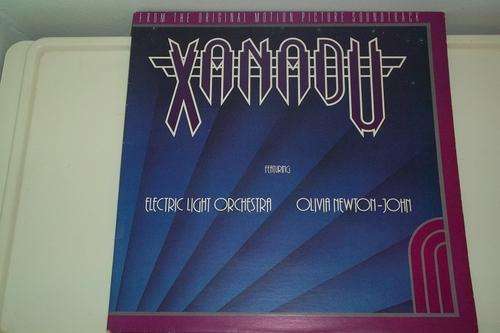 FROM THE ORIGINAL MOTION PICTURE SOUNDTRACK
XANADU
FEATURING
ELECTRIC LIGHT ORCHESTRA OLIVIA NEWTON-JOHN